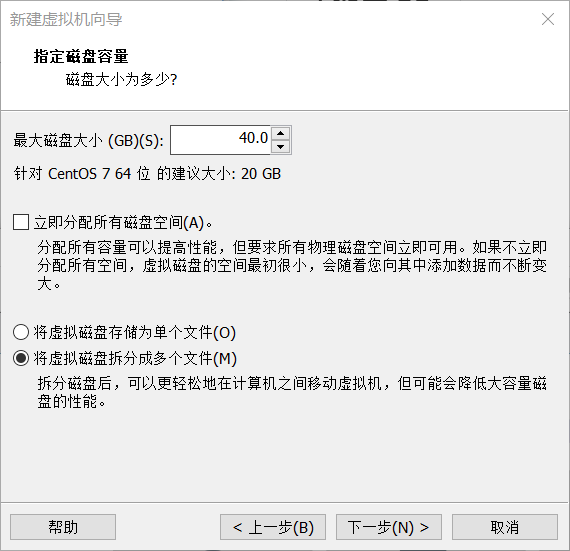 新建虚拟机向导
指定磁盘容量
磁盘大小为多少?
最大磁盘大小 (GB)(S): 40.0
针对 CentOS 7 64 位 的建议大小: 20 GB
立即分配所有磁盘空间(A)。
分配所有容量可以提高性能，但要求所有物理磁盘空间立即可用。如果不立即
分配所有空间，虚拟磁盘的空间最初很小，会随着您向其中添加数据而不断变
大。
将虚拟磁盘存储为单个文件(O)
将虚拟磁盘拆分成多个文件(M)
拆分磁盘后，可以更轻松地在计算机之间移动虚拟机，但可能会降低大容量磁
盘的性能。
帮助 < 上一步(B) 下一步(N) > 取消